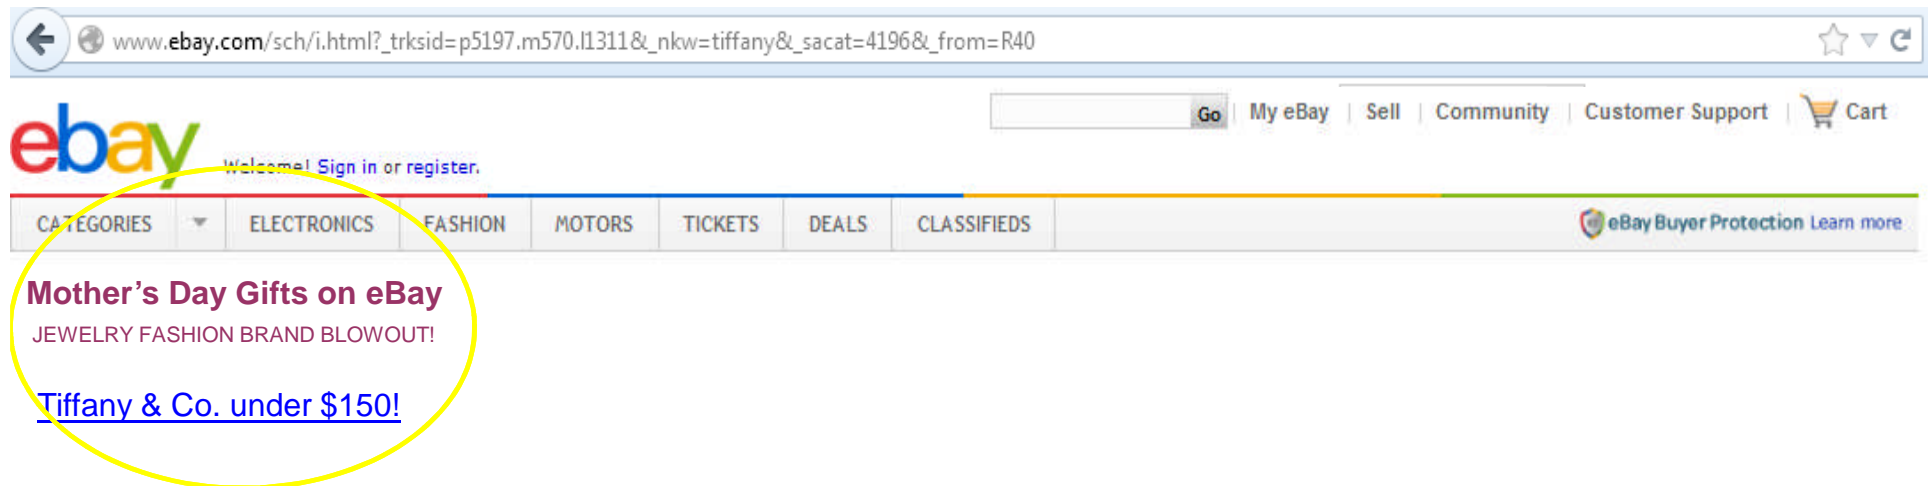 www.ebay.com/sch/i.html?_trksid=p5197.m570.l1311&_nkw=tiffany&_sacat=4196&_from=R40
ebay
Welcome! Sign in or register.
Go | My eBay | Sell | Community | Customer Support | Cart
CATEGORIES ELECTRONICS FASHION MOTORS TICKETS DEALS CLASSIFIEDS eBay Buyer Protection Learn more
Mother’s Day Gifts on eBay
JEWELRY FASHION BRAND BLOWOUT!
Tiffany & Co. under $150!